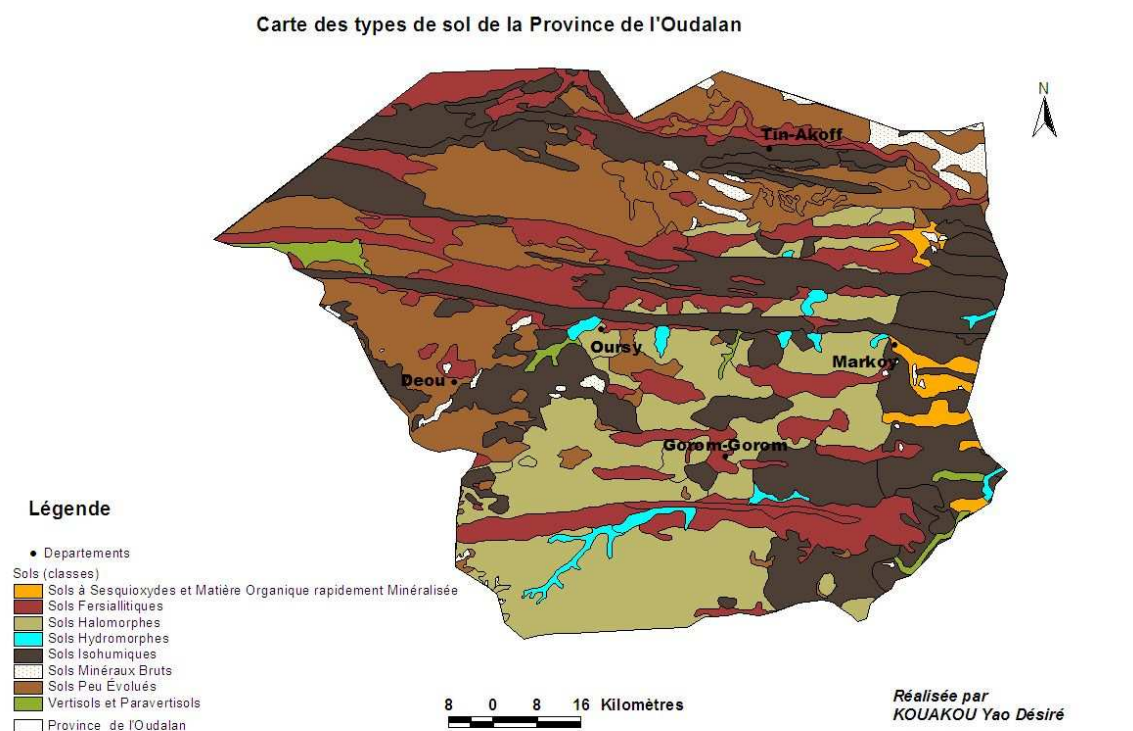 Carte des types de sol de la Province de l'Oudalan
N
Tin-Akoff
Oursy
Markoy
Deou
Gorom-Gorom
Légende
Departements
Sols (classes)
Sols à Sesquioxydes et Matière Organique rapidement Minéralisée
Sols Fersiallitiques
Sols Halomorphes
Sols Hydromorphes
Sols Isohumiques
Sols Minéraux Bruts
Sols Peu Évolués
Vertisols et Paravertisols
Province de l'Oudalan
8 0 8 16 Kilomètres
Réalisée par
KOUAKOU Yao Désiré